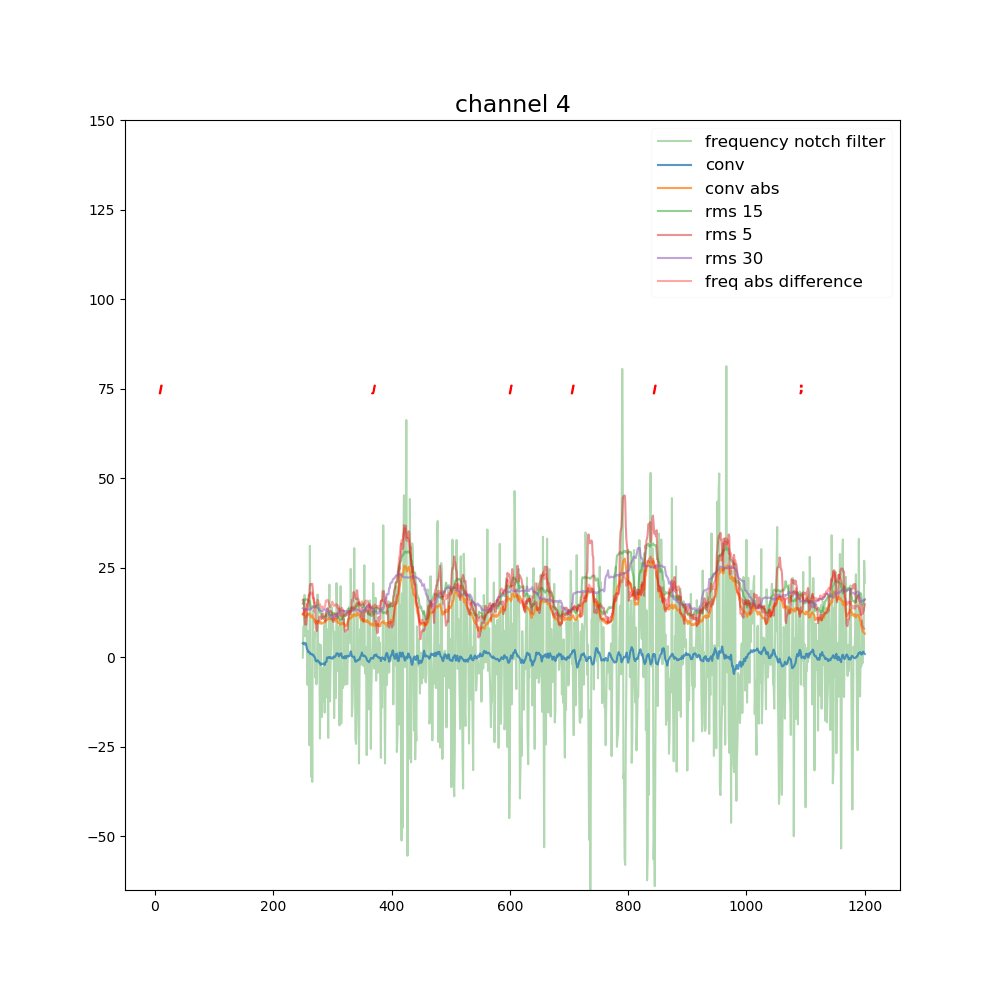 channel 4
150
125
100
75
50
25
0
−25
−50
0
200
400
600
800
1000
1200
frequency notch filter
conv
conv abs
rms 15
rms 5
rms 30
freq abs difference